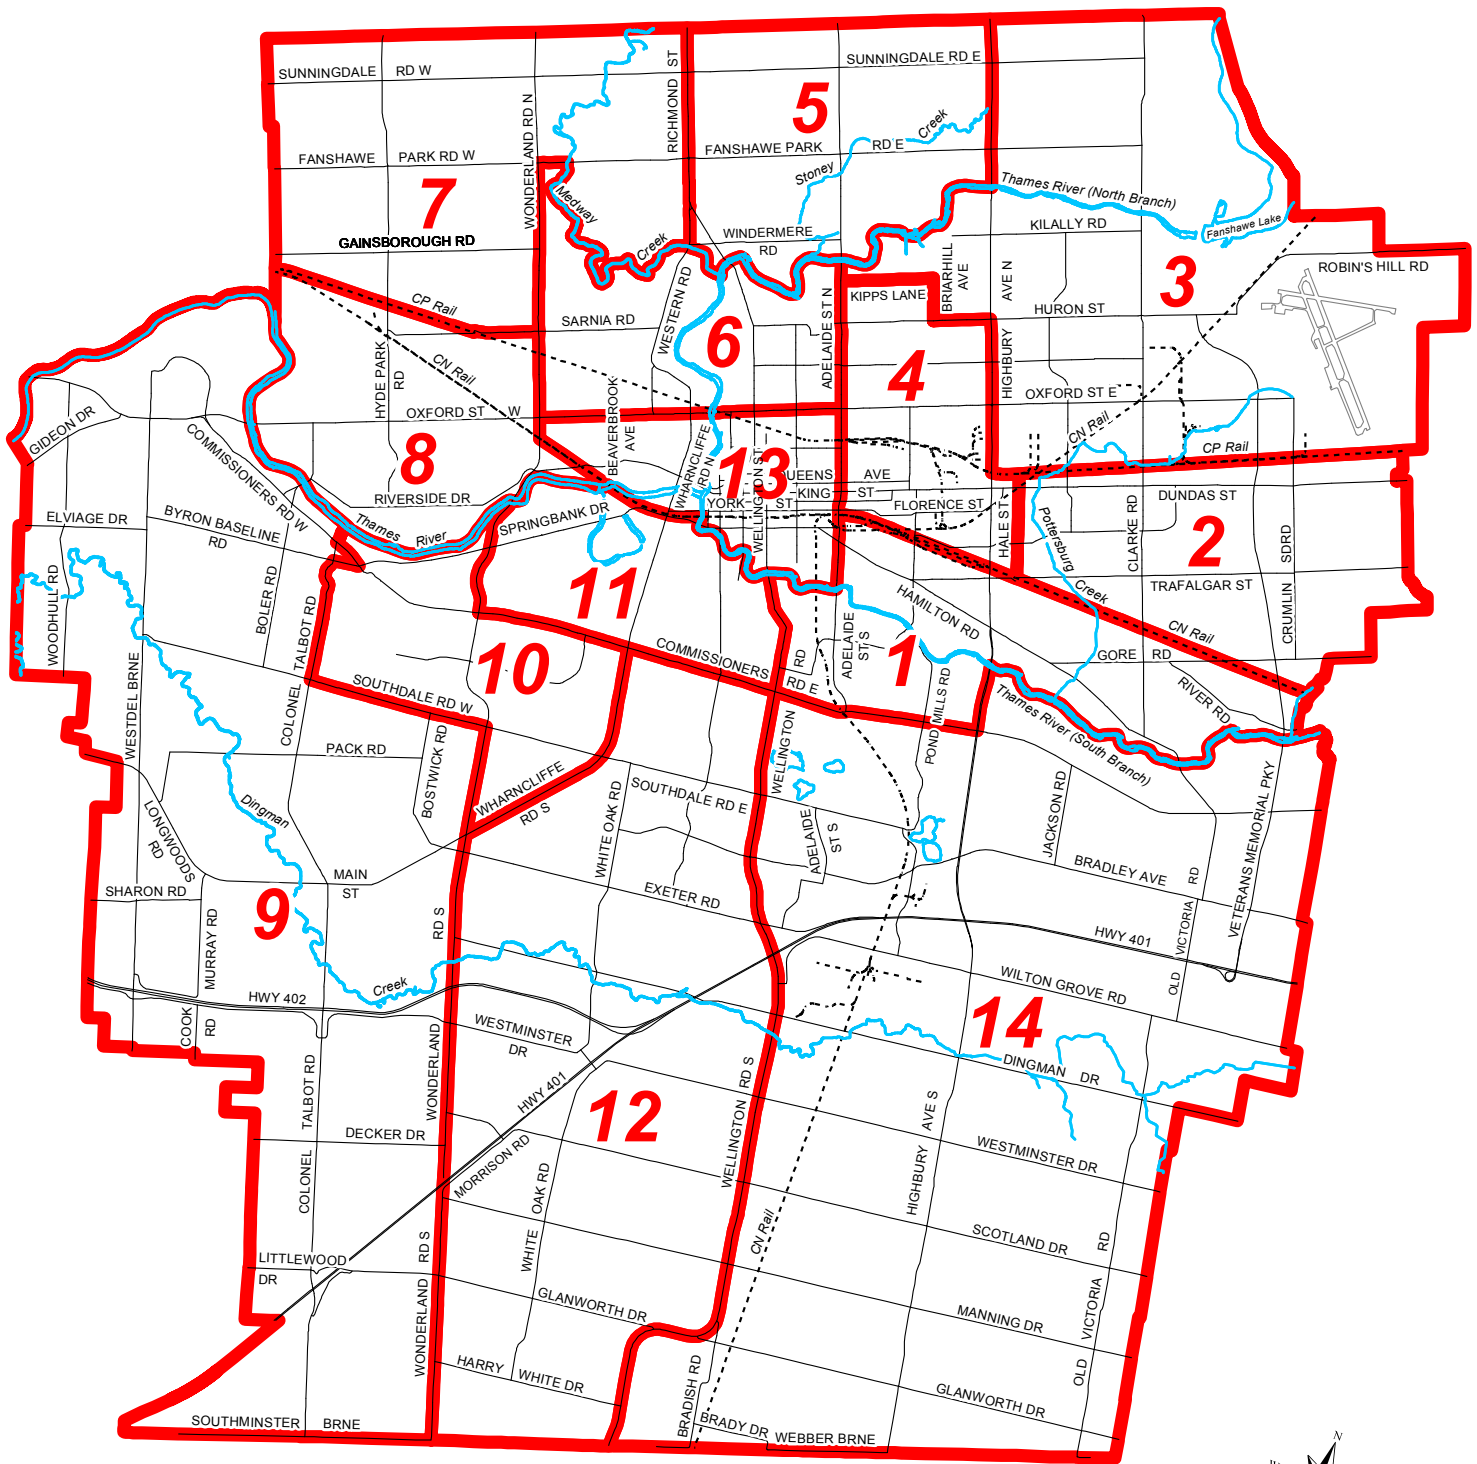 SUNNINGDALE RD W
SUNNINGDALE RD E
RICHMOND ST
WONDERLAND RD N
5
Creek
Stoney
FANSHAWE PARK RD W
FANSHAWE PARK RD E
7
Medway
Creek
Thames River (North Branch)
Fanshawe Lake
GAINSBOROUGH RD
WINDERMERE
RD
KILALLY RD
BRIARHILL
AVE
AVE N
3
ROBIN'S HILL RD
CP Rail
KIPPS LANE
SARNIA RD
WESTERN RD
6
ADELAIDE ST N
HURON ST
HIGHBURY
CN Rail
HYDE PARK
RD
4
BEAVERBROOK
AVE
OXFORD ST W
OXFORD ST E
GIDEON DR
COMMISSIONERS RD W
8
WHARNCLIFFE
RD N
13
WELLINGTON ST
CN Rail
CP Rail
UEENS AVE
KING ST
YORK ST
RIVERSIDE DR
FLORENCE ST
DUNDAS ST
ELVIAGE DR
BYRON BASELINE
RD
Thames River
SPRINGBANK DR
HALE ST
Pottersburg
Creek
CLARKE RD
2
SDRD
CRUMLIN
TRAFALGAR ST
WOODHULL RD
BOLER RD
COLONEL TALBOT RD
11
HAMILTON RD
CN Rail
10
COMMISSIONERS
RD E
RD
ADELAIDE
ST S
1
GORE RD
RIVER RD
WESTDEL BRNE
SOUTHDALE RD W
POND MILLS RD
Thames River (South Branch)
PACK RD
BOSTWICK RD
WELLINGTON
WHARNCLIFFE
RD S
Dingman
LONGWOODS
RD
WHITE OAK RD
SOUTHDALE RD E
ADELAIDE
ST S
JACKSON RD
VETERANS MEMORIAL PKY
MAIN
ST
BRADLEY AVE
SHARON RD
EXETER RD
9
MURRAY RD
RD S
OLD VICTORIA RD
HWY 401
Creek
HWY 402
WILTON GROVE RD
COOK
RD
WESTMINSTER
DR
WONDERLAND
14
DINGMAN DR
HWY 401
COLONEL TALBOT RD
12
WELLINGTON RD S
DECKER DR
MORRISON RD
HIGHBURY AVE S
WESTMINSTER DR
WHITE OAK RD
CN Rail
SCOTLAND DR
LITTLEWOOD
DR
WONDERLAND RD S
GLANWORTH DR
MANNING DR
OLD VICTORIA RD
HARRY WHITE DR
BRADISH RD
GLANWORTH DR
SOUTHMINSTER BRNE
BRADY DR
WEBBER BRNE
N